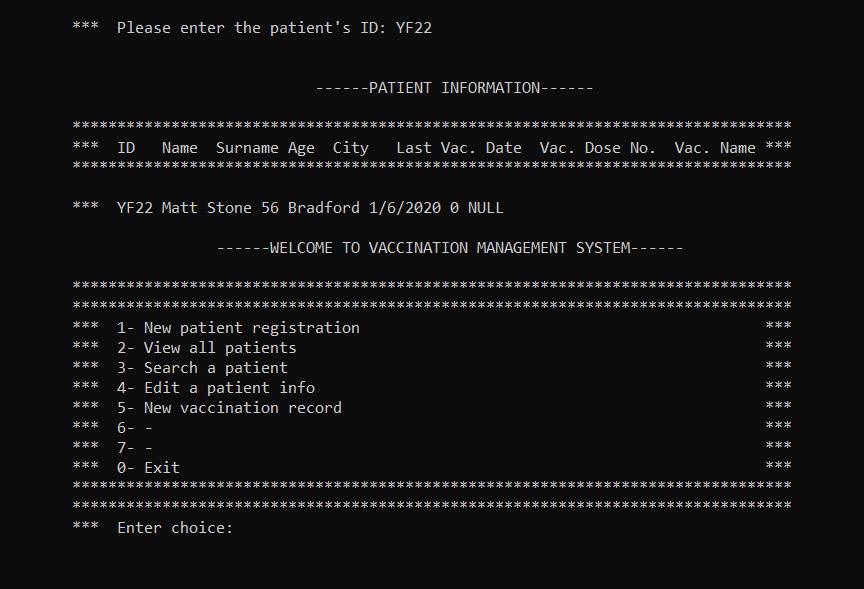 ***  Please enter the patient's ID: YF22
------PATIENT INFORMATION------
********************************************************************************
***  ID   Name  Surname Age  City   Last Vac. Date  Vac. Dose No.  Vac. Name ***
********************************************************************************
***  YF22 Matt Stone 56 Bradford 1/6/2020 0 NULL
------WELCOME TO VACCINATION MANAGEMENT SYSTEM------
********************************************************************************
********************************************************************************
***  1- New patient registration                                             ***
***  2- View all patients                                                    ***
***  3- Search a patient                                                     ***
***  4- Edit a patient info                                                  ***
***  5- New vaccination record                                               ***
***  6- -                                                                    ***
***  7- -                                                                    ***
***  0- Exit                                                                 ***
********************************************************************************
********************************************************************************
***  Enter choice: